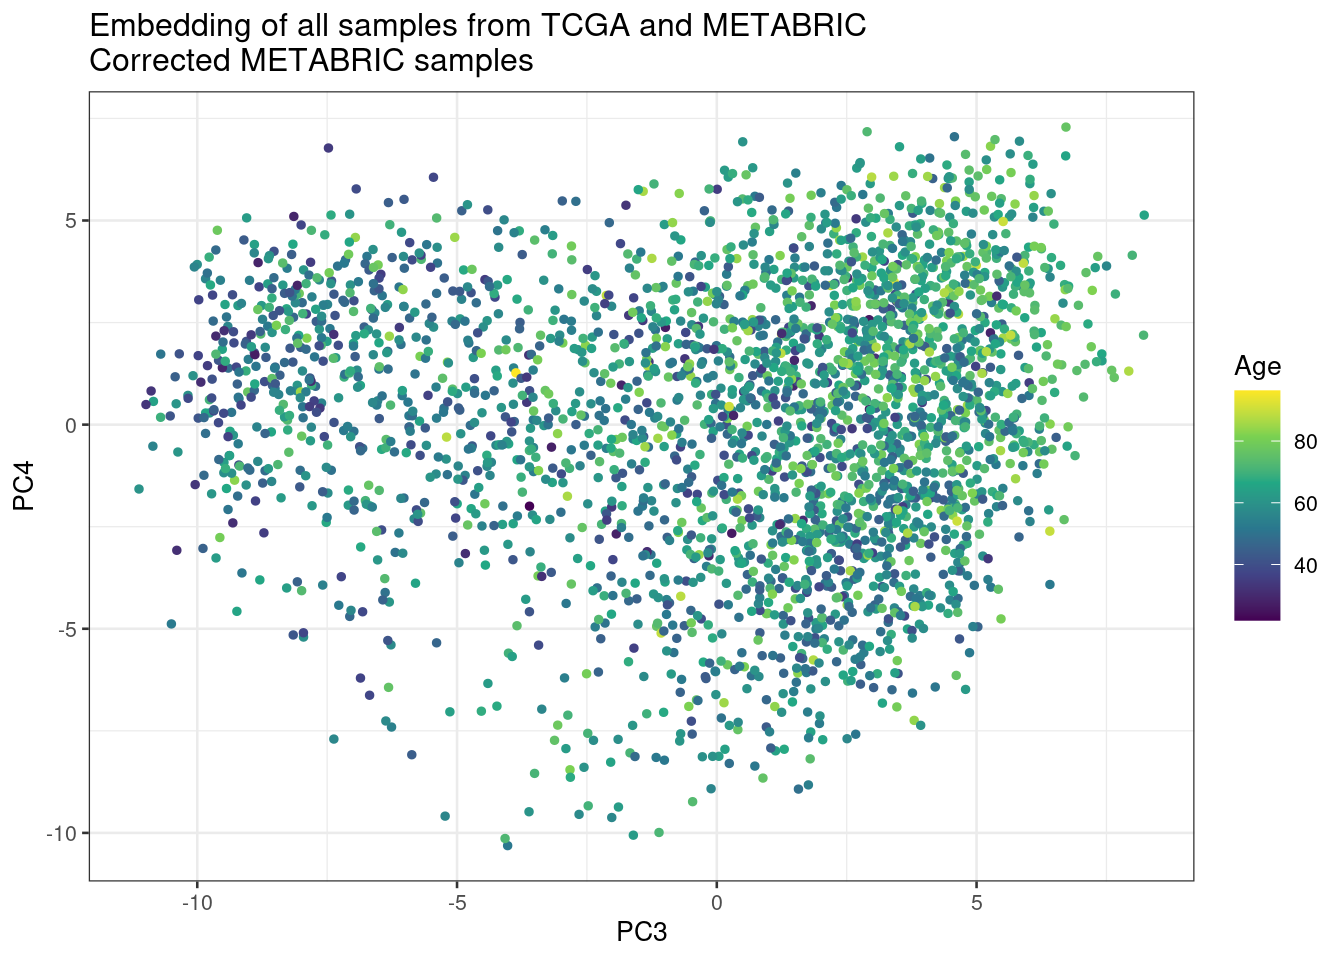 Embedding of all samples from TCGA and METABRIC
Corrected METABRIC samples
PC4
5
0
-5
-10
-10
-5
0
5
PC3
Age
80
60
40